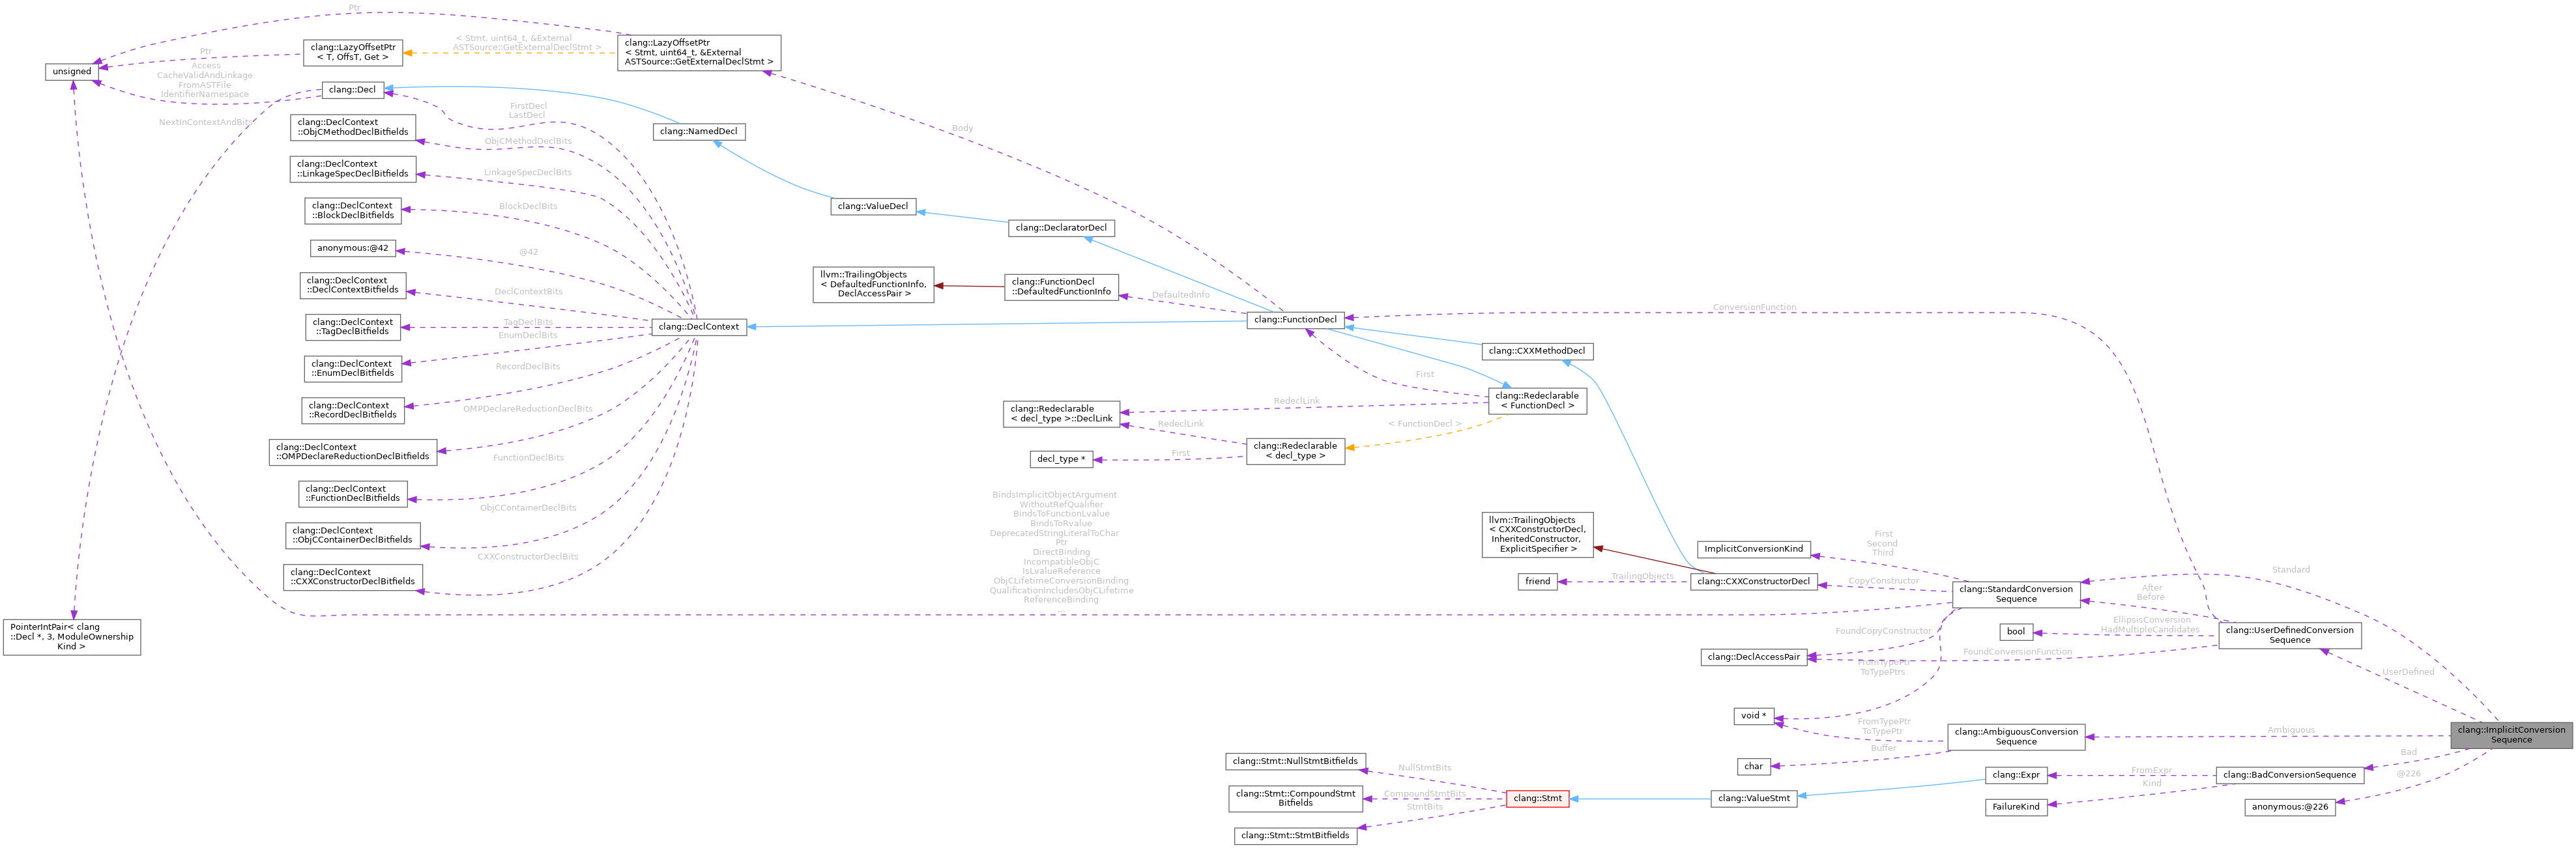 Ptr
unsigned
Ptr
Access
CacheValidAndLinkage
FromASTFile
IdentifierNamespace
NextInContextAndBits
clang::LazyOffsetPtr
< T, OffsT, Get >
< Stmt, uint64_t, &External
ASTSource::GetExternalDeclStmt >
clang::LazyOffsetPtr
< Stmt, uint64_t, &External
ASTSource::GetExternalDeclStmt >
clang::Decl
FirstDecl
LastDecl
clang::NamedDecl
Body
clang::DeclContext
::ObjCMethodDeclBitfields
ObjCMethodDeclBits
clang::DeclContext
::LinkageSpecDeclBitfields
LinkageSpecDeclBits
clang::DeclContext
::BlockDeclBitfields
BlockDeclBits
anonymous:@42
@42
clang::DeclContext
::DeclContextBitfields
DeclContextBits
clang::DeclContext
::TagDeclBitfields
TagDeclBits
clang::DeclContext
::EnumDeclBitfields
EnumDeclBits
clang::DeclContext
::RecordDeclBitfields
RecordDeclBits
clang::DeclContext
::OMPDeclareReductionDeclBitfields
OMPDeclareReductionDeclBits
clang::DeclContext
::FunctionDeclBitfields
FunctionDeclBits
clang::DeclContext
::ObjCContainerDeclBitfields
ObjCContainerDeclBits
clang::DeclContext
::CXXConstructorDeclBitfields
CXXConstructorDeclBits
PointerIntPair< clang
::Decl *, 3, ModuleOwnership
Kind >
clang::DeclContext
clang::ValueDecl
clang::DeclaratorDecl
llvm::TrailingObjects
< DefaultedFunctionInfo,
DeclAccessPair >
clang::FunctionDecl
::DefaultedFunctionInfo
DefaultedInfo
clang::FunctionDecl
ConversionFunction
clang::CXXMethodDecl
First
clang::Redeclarable
< FunctionDecl >
clang::Redeclarable
< decl_type >::DeclLink
RedeclLink
RedeclLink
< FunctionDecl >
clang::Redeclarable
< decl_type >
decl_type *
First
BindsImplicitObjectArgument
WithoutRefQualifier
BindsToFunctionLvalue
BindsToRvalue
DeprecatedStringLiteralToChar
Ptr
DirectBinding
IncompatibleObjC
IsLvalueReference
ObjCLifetimeConversionBinding
QualificationIncludesObjCLifetime
ReferenceBinding
...
llvm::TrailingObjects
< CXXConstructorDecl,
InheritedConstructor,
ExplicitSpecifier >
friend
TrailingObjects
clang::CXXConstructorDecl
ImplicitConversionKind
First
Second
Third
CopyConstructor
clang::StandardConversion
Sequence
Standard
After
Before
bool
EllipsisConversion
HadMultipleCandidates
clang::UserDefinedConversion
Sequence
FoundCopyConstructor
clang::DeclAccessPair
FoundConversionFunction
FromTypePtr
ToTypePtrs
UserDefined
void *
FromTypePtr
ToTypePtr
clang::AmbiguousConversion
Sequence
Ambiguous
clang::ImplicitConversion
Sequence
char
Buffer
Bad
@226
clang::Stmt::NullStmtBitfields
NullStmtBits
clang::Stmt::CompoundStmt
Bitfields
CompoundStmtBits
clang::Stmt::StmtBitfields
StmtBits
clang::Stmt
clang::ValueStmt
clang::Expr
FromExpr
clang::BadConversionSequence
FailureKind
Kind
anonymous:@226